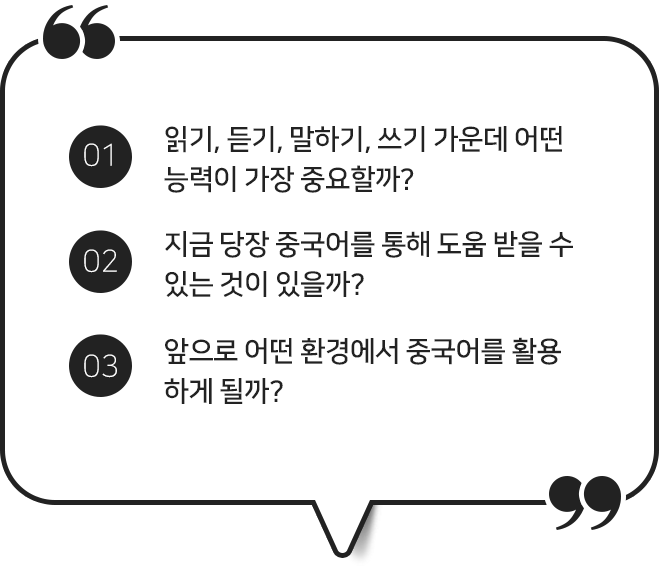 01
읽기, 듣기, 말하기, 쓰기 가운데 어떤
능력이 가장 중요할까?
02
지금 당장 중국어를 통해 도움 받을 수
있는 것이 있을까?
03
앞으로 어떤 환경에서 중국어를 활용
하게 될까?